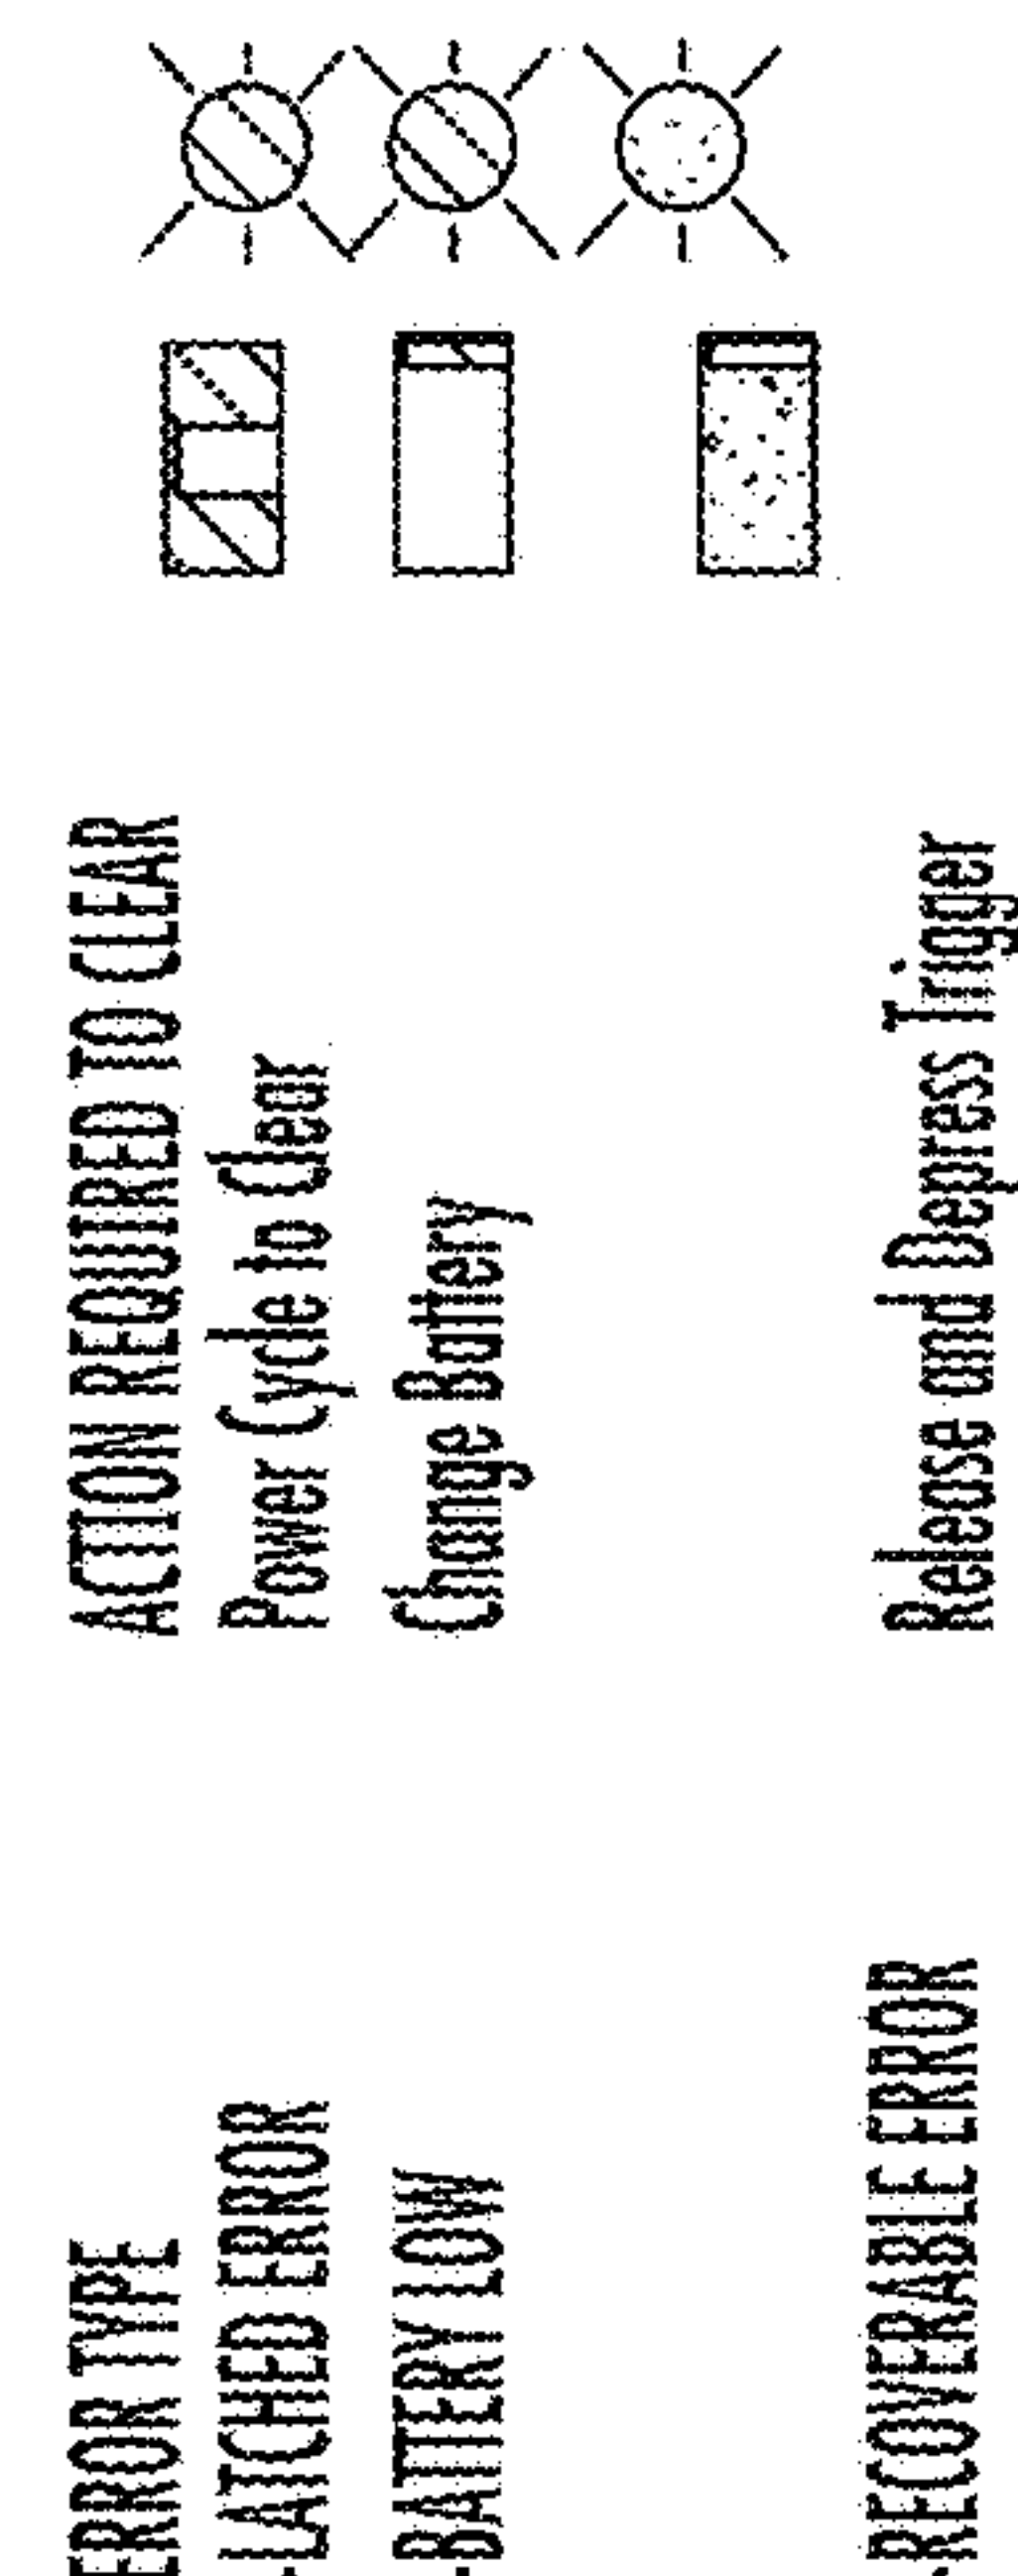 ERROR TYPE ACTION REQUIRED TO CLEAR
-LATCHED ERROR Power Cycle to Clear
-BATTERY LOW Change Battery
-RECOVERABLE ERROR Release and Depress Trigger